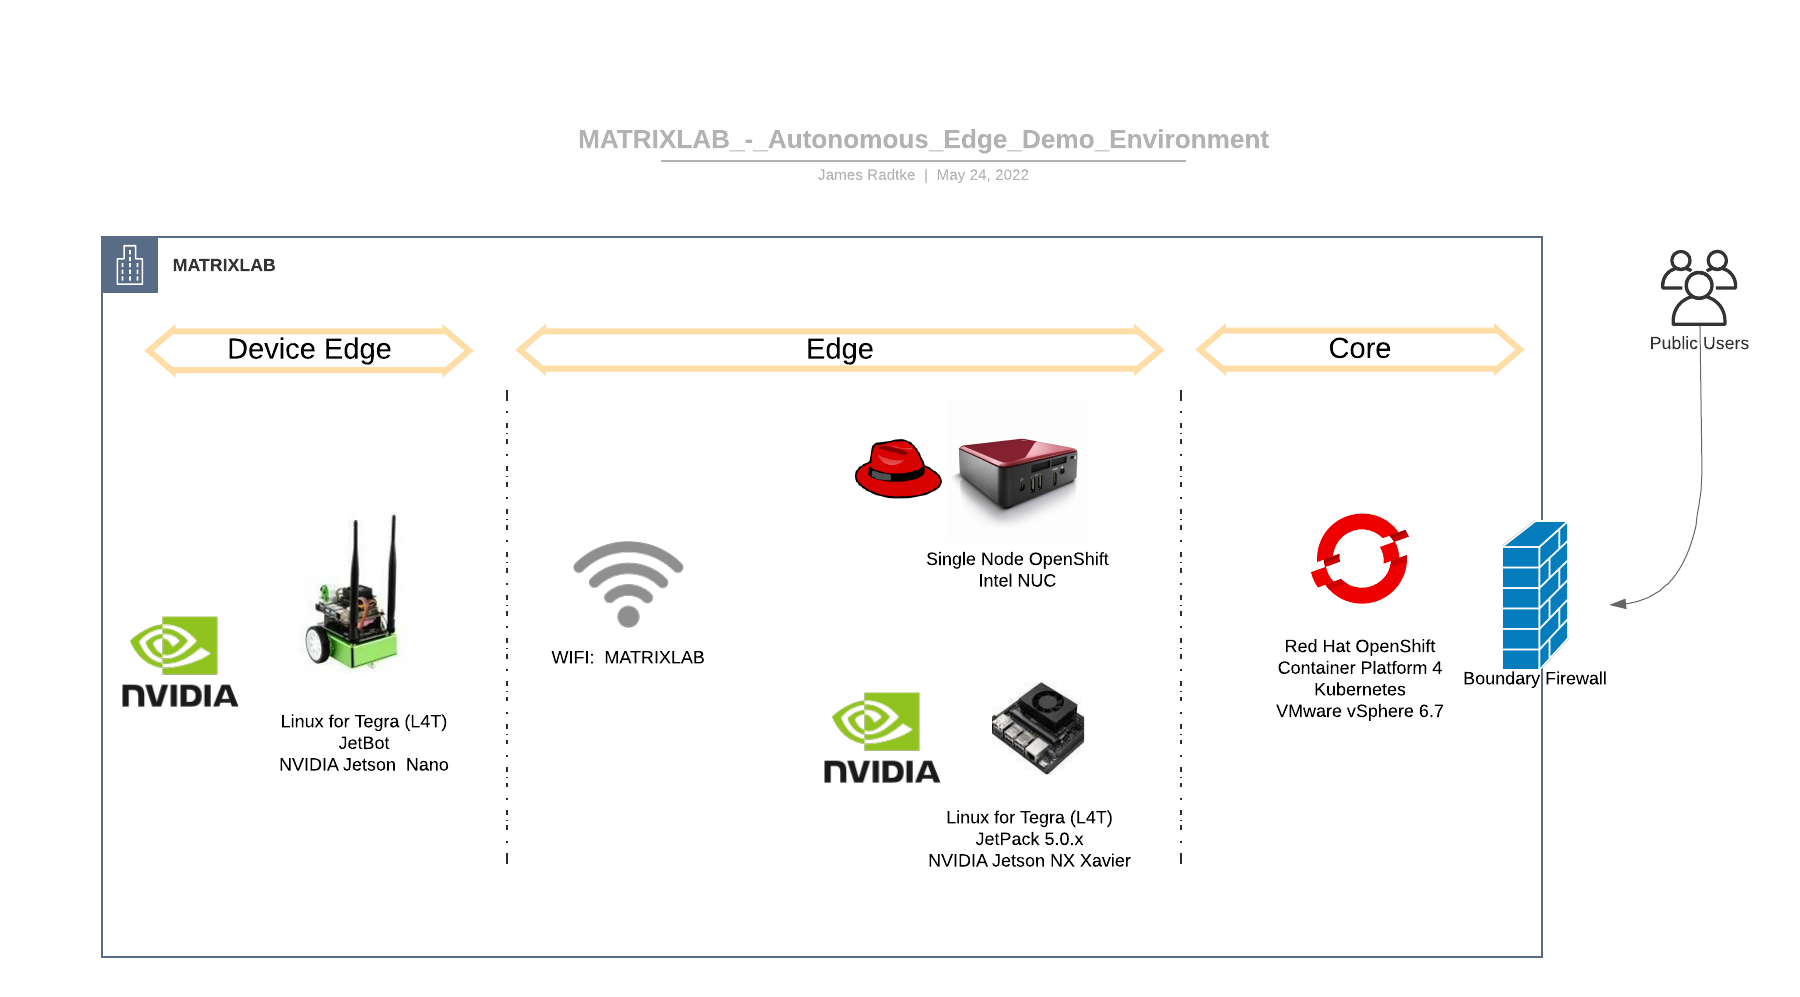 MATRIXLAB_-_Autonomous_Edge_Demo_Environment
James Radtke | May 24, 2022
MATRIXLAB
Device Edge
Edge
Core
Public Users
Single Node OpenShift
Intel NUC
WIFI: MATRIXLAB
NVIDIA
Linux for Tegra (L4T)
JetBot
NVIDIA Jetson Nano
NVIDIA
Linux for Tegra (L4T)
JetPack 5.0.x
NVIDIA Jetson NX Xavier
Red Hat OpenShift
Container Platform 4
Kubernetes
VMware vSphere 6.7
Boundary Firewall